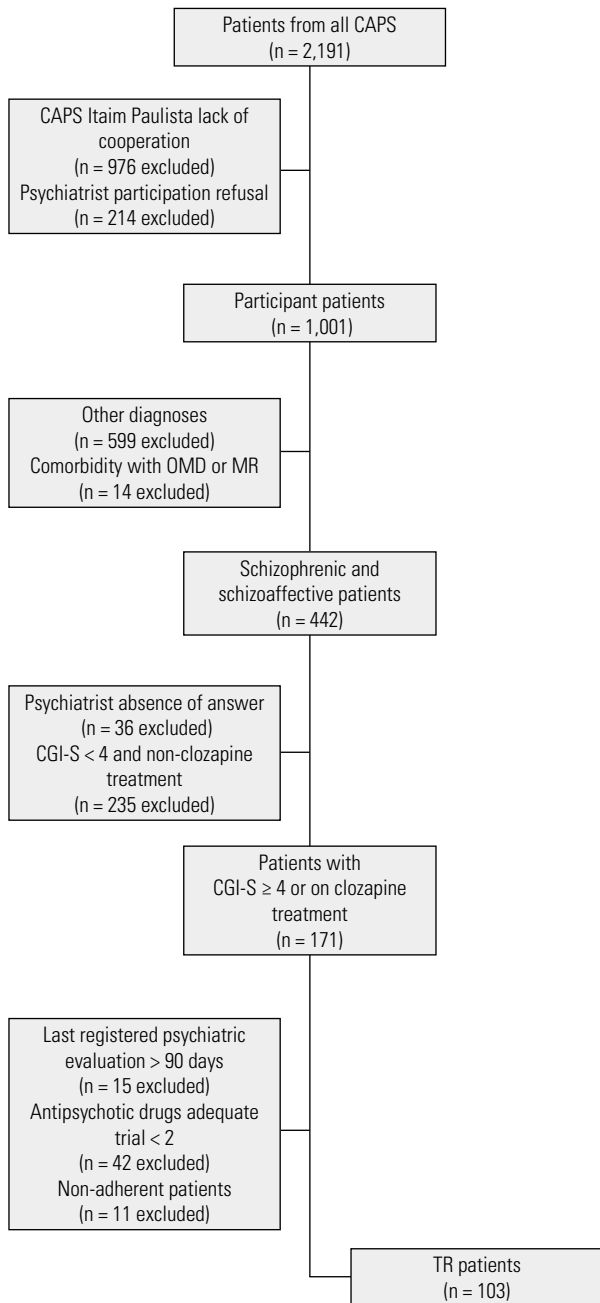 Patients from all CAPS
(n = 2,191)
CAPS Itaim Paulista lack of
cooperation
(n = 976 excluded)
Psychiatrist participation refusal
(n = 214 excluded)
Participant patients
(n = 1,001)
Other diagnoses
(n = 599 excluded)
Comorbidity with OMD or MR
(n = 14 excluded)
Schizophrenic and
schizoaffective patients
(n = 442)
Psychiatrist absence of answer
(n = 36 excluded)
CGI-S < 4 and non-clozapine
treatment
(n = 235 excluded)
Patients with
CGI-S ≥ 4 or on clozapine
treatment
(n = 171)
Last registered psychiatric
evaluation > 90 days
(n = 15 excluded)
Antipsychotic drugs adequate
trial < 2
(n = 42 excluded)
Non-adherent patients
(n = 11 excluded)
TR patients
(n = 103)